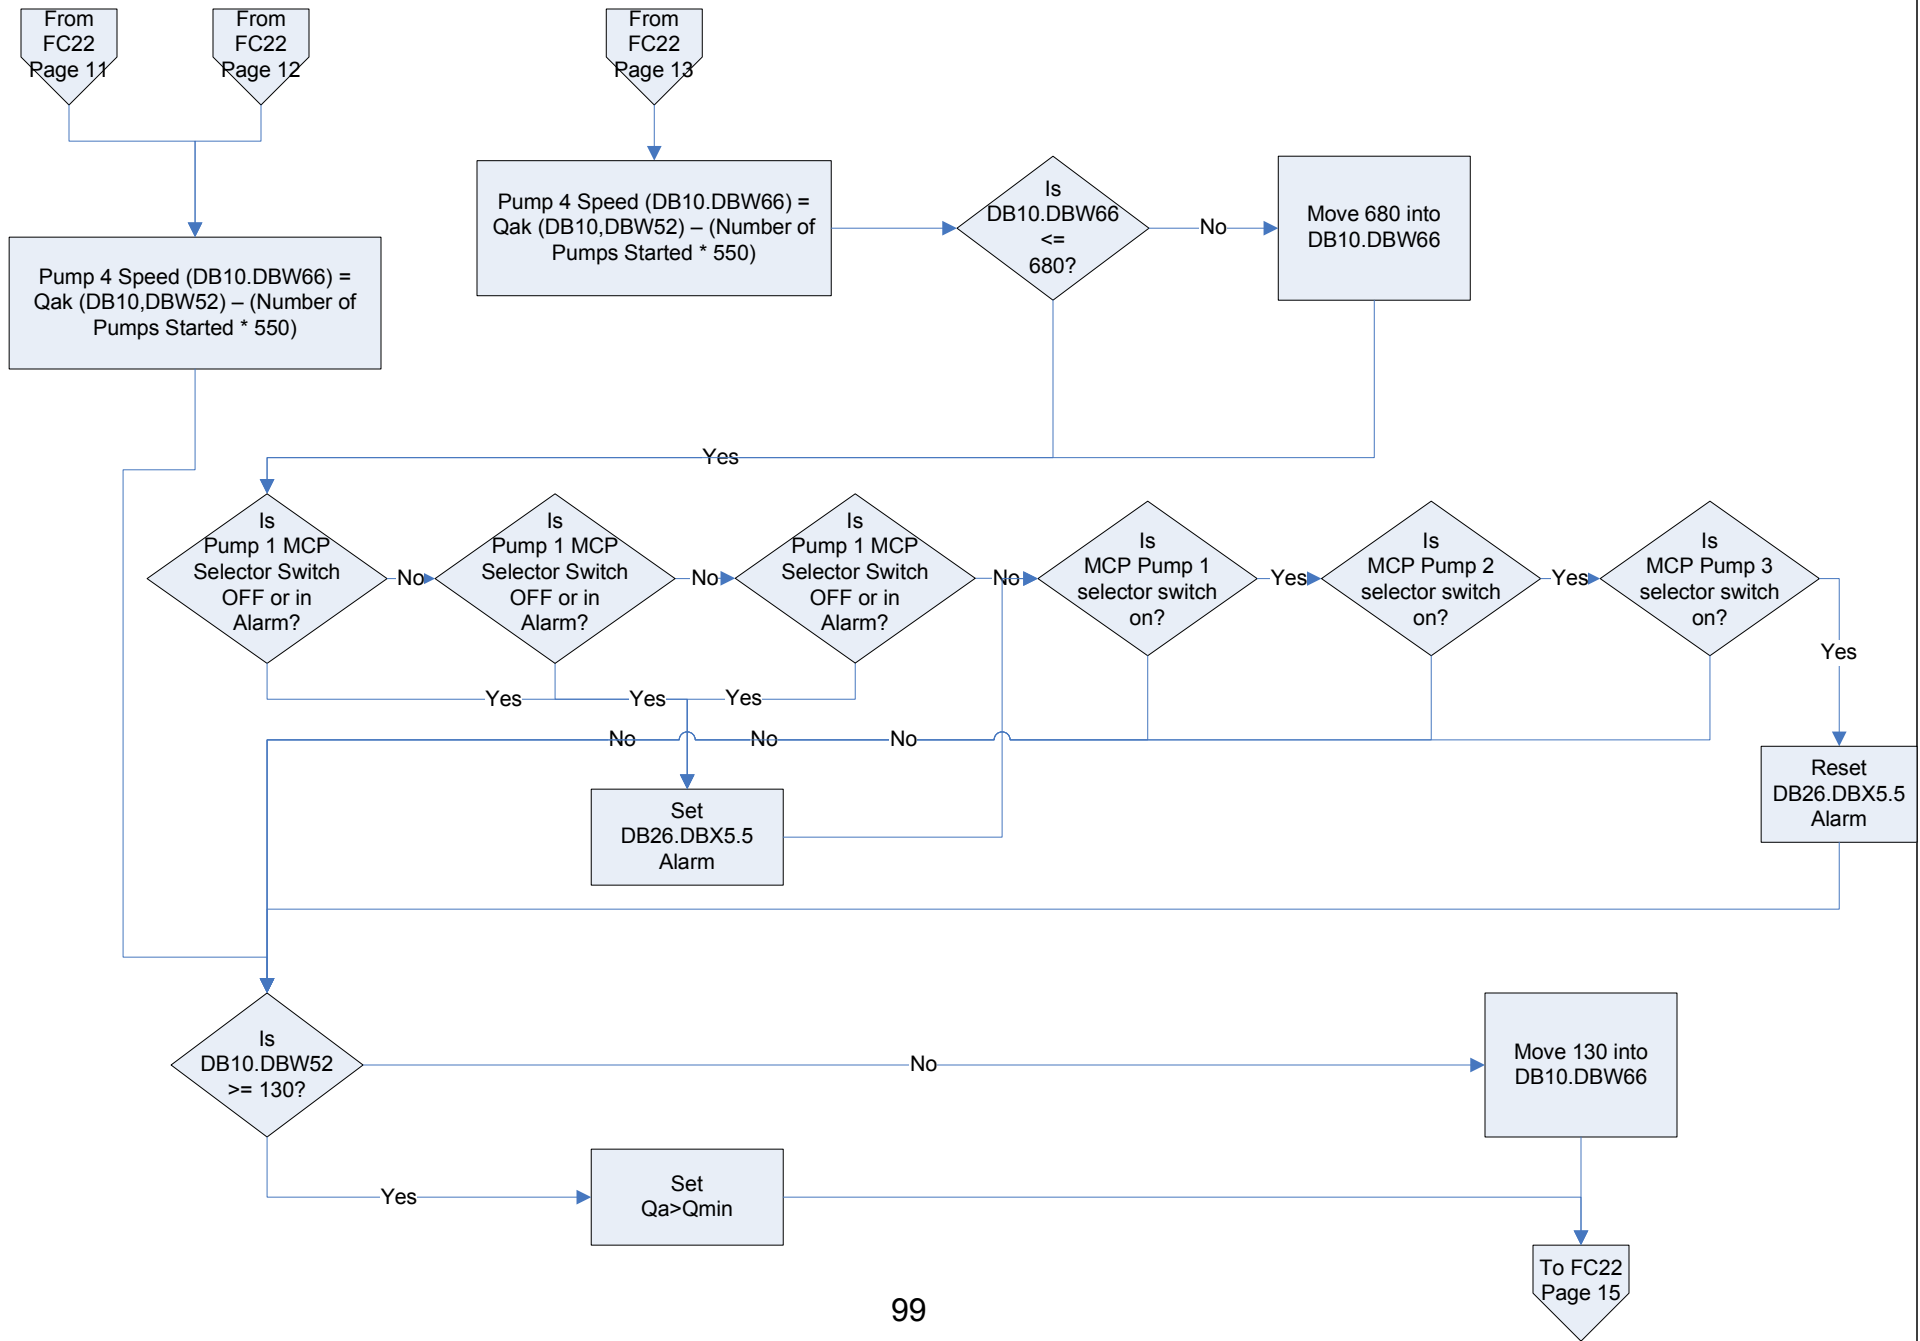 From
FC22
Page 11
From
FC22
Page 12
From
FC22
Page 13
Pump 4 Speed (DB10.DBW66) =
Qak (DB10,DBW52) – (Number of
Pumps Started * 550)
Is
DB10.DBW66
<=
680?
No
Move 680 into
DB10.DBW66
Pump 4 Speed (DB10.DBW66) =
Qak (DB10,DBW52) – (Number of
Pumps Started * 550)
Yes
Is
Pump 1 MCP
Selector Switch
OFF or in
Alarm?
No
Is
Pump 1 MCP
Selector Switch
OFF or in
Alarm?
No
Is
Pump 1 MCP
Selector Switch
OFF or in
Alarm?
No
Is
MCP Pump 1
selector switch
on?
Yes
Is
MCP Pump 2
selector switch
on?
Yes
Is
MCP Pump 3
selector switch
on?
Yes
Yes
Yes
Yes
No
No
No
Set
DB26.DBX5.5
Alarm
Reset
DB26.DBX5.5
Alarm
Is
DB10.DBW52
>= 130?
No
Move 130 into
DB10.DBW66
Yes
Set
Qa>Qmin
To FC22
Page 15
99